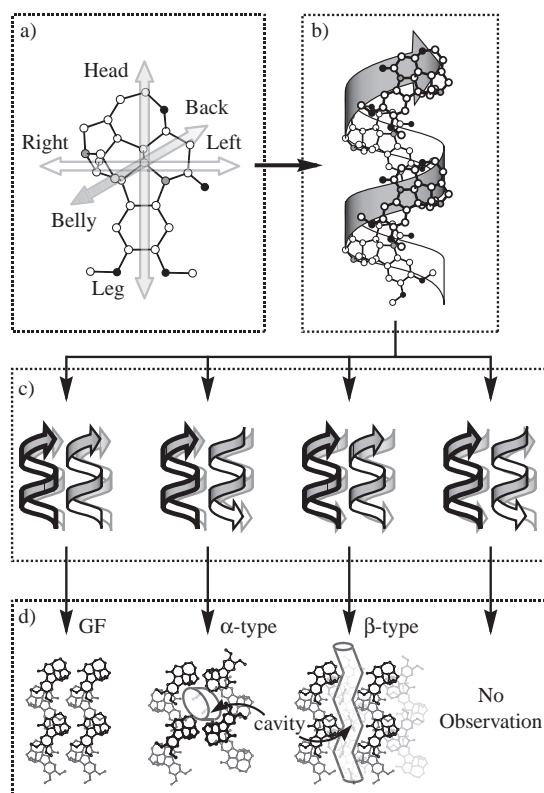 a)
Head
Back
Right
Left
Belly
Leg
b)
c)
d)
GF
α-type
β-type
cavity
No
Observation